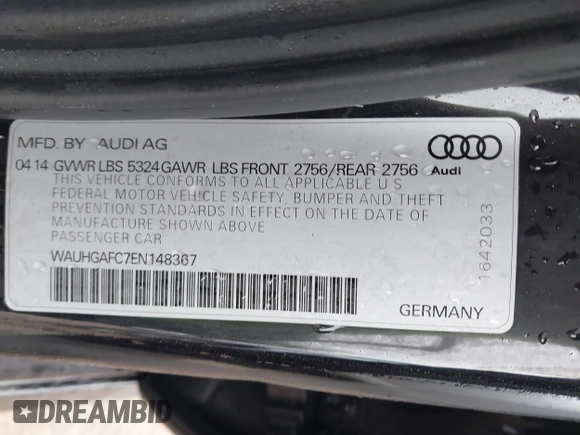 MFD. BY AUDI AG
04 14 GVWR LBS 5324 GAWR LBS FRONT 2756/REAR 2756
Audi
THIS VEHICLE CONFORMS TO ALL APPLICABLE U S
FEDERAL MOTOR VEHICLE SAFETY, BUMPER AND THEFT
PREVENTION STANDARDS IN EFFECT ON THE DATE OF
MANUFACTURE SHOWN ABOVE
PASSENGER CAR
WAUHGAFC7EN148367
1642033
GERMANY
DREAMBID